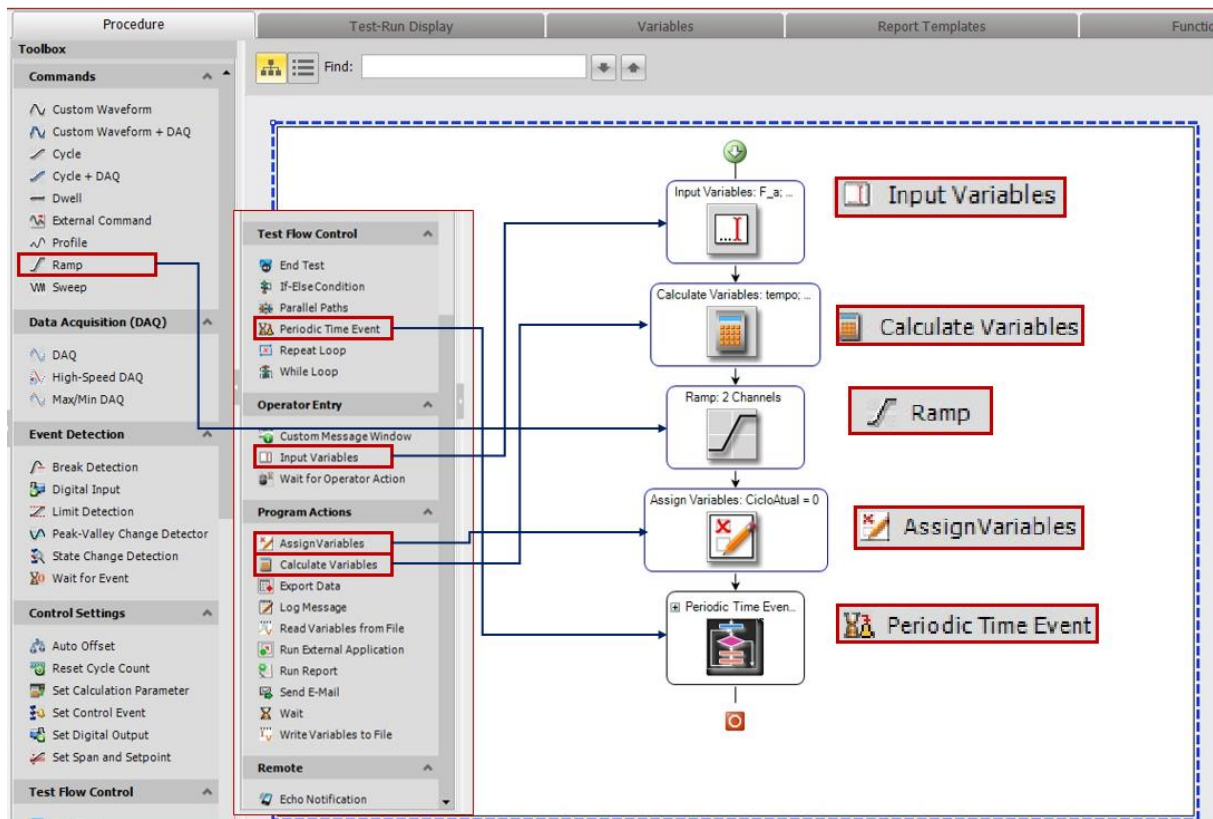 Procedure
Test-Run Display
Variables
Report Templates
Functio
Toolbox
Find:
Commands
Custom Waveform
Custom Waveform + DAQ
Cycle
Cycle + DAQ
Dwell
External Command
Profile
Ramp
Sweep
Data Acquisition (DAQ)
DAQ
High-Speed DAQ
Max/Min DAQ
Event Detection
Break Detection
Digital Input
Limit Detection
Peak-Valley Change Detector
State Change Detection
Wait for Event
Control Settings
Auto Offset
Reset Cycle Count
Set Calculation Parameter
Set Control Event
Set Digital Output
Set Span and Setpoint
Test Flow Control
Test Flow Control
End Test
If-Else Condition
Parallel Paths
Periodic Time Event
Repeat Loop
While Loop
Operator Entry
Custom Message Window
Input Variables
Wait for Operator Action
Program Actions
AssignVariables
Calculate Variables
Export Data
Log Message
Read Variables from File
Run External Application
Run Report
Send E-Mail
Wait
Write Variables to File
Remote
Echo Notification
Input Variables: F_a; ...
Input Variables
Calculate Variables: tempo; ...
Calculate Variables
Ramp: 2 Channels
Ramp
Assign Variables: CicloAtual = 0
AssignVariables
Periodic Time Even...
Periodic Time Event